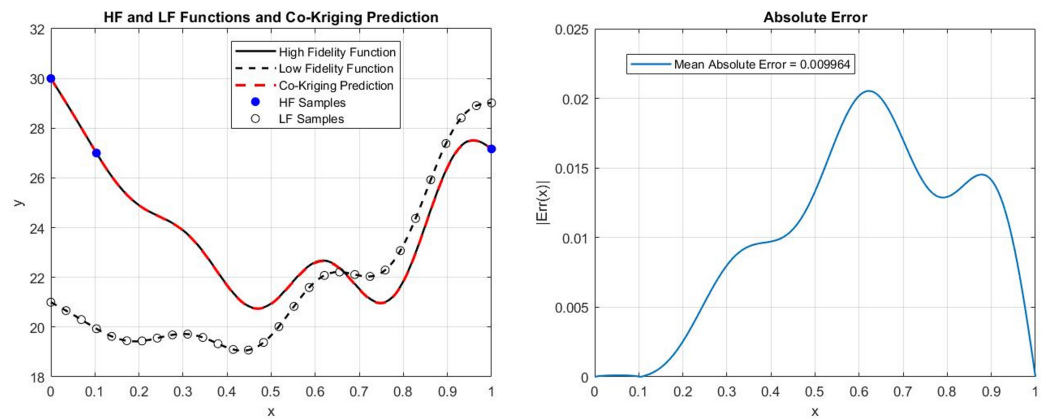 HF and LF Functions and Co-Kriging Prediction
32
30
28
26
24
22
20
18
y
High Fidelity Function
Low Fidelity Function
Co-Kriging Prediction
HF Samples
LF Samples
0 0.1 0.2 0.3 0.4 0.5 0.6 0.7 0.8 0.9 1
x
Absolute Error
0.025
0.02
0.015
0.01
0.005
0
|Err(x)|
Mean Absolute Error = 0.009964
0 0.1 0.2 0.3 0.4 0.5 0.6 0.7 0.8 0.9 1
x